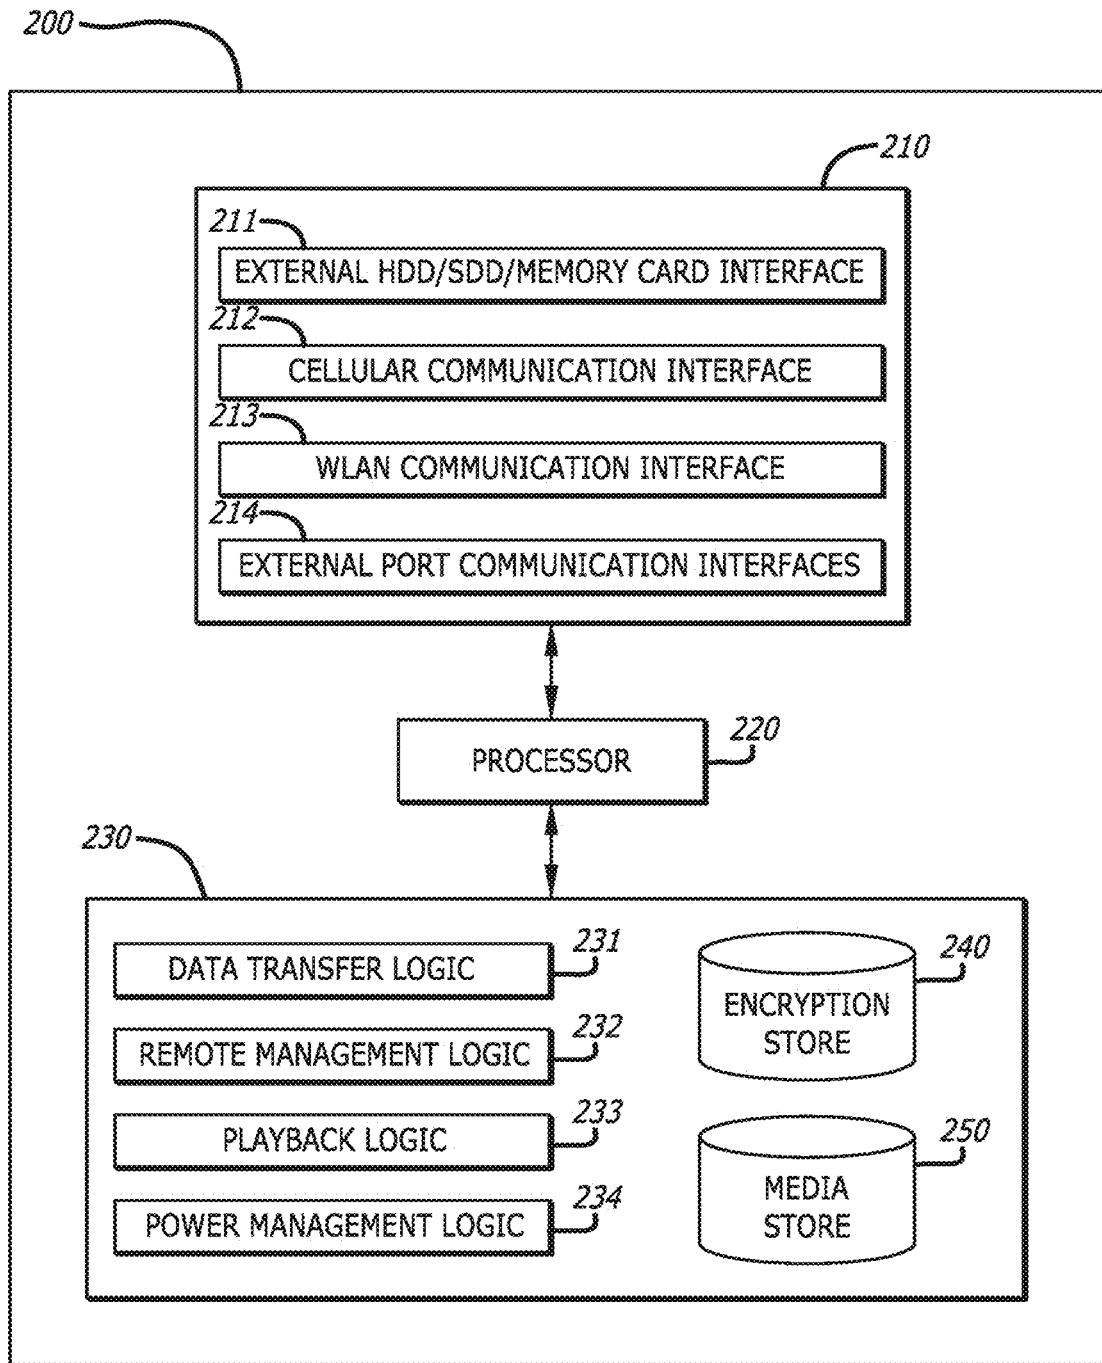 200
210
211
EXTERNAL HDD/SDD/MEMORY CARD INTERFACE
212
CELLULAR COMMUNICATION INTERFACE
213
WLAN COMMUNICATION INTERFACE
214
EXTERNAL PORT COMMUNICATION INTERFACES
220
PROCESSOR
230
231
DATA TRANSFER LOGIC
232
REMOTE MANAGEMENT LOGIC
233
PLAYBACK LOGIC
234
POWER MANAGEMENT LOGIC
240
ENCRYPTION
STORE
250
MEDIA
STORE